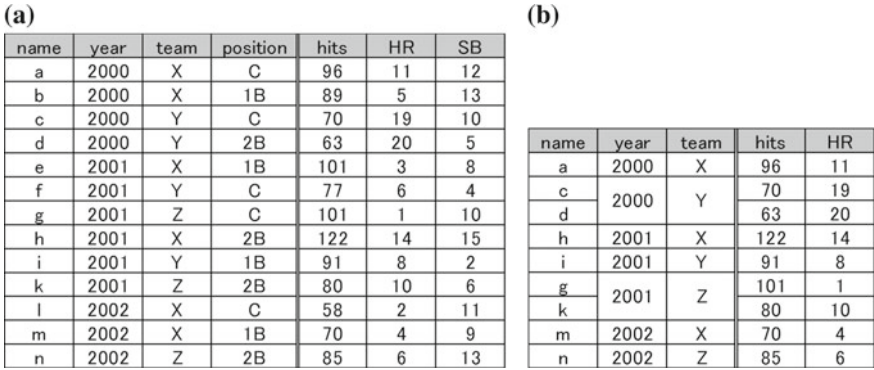 (a)
name year team position hits HR SB
a 2000 X C 96 11 12
b 2000 X 1B 89 5 13
c 2000 Y C 70 19 10
d 2000 Y 2B 63 20 5
e 2001 X 1B 101 3 8
f 2001 Y C 77 6 4
g 2001 Z C 101 1 10
h 2001 X 2B 122 14 15
i 2001 Y 1B 91 8 2
k 2001 Z 2B 80 10 6
l 2002 X C 58 2 11
m 2002 X 1B 70 4 9
n 2002 Z 2B 85 6 13
(b)
name year team hits HR
a 2000 X 96 11
c 2000 Y 70 19
d 63 20
h 2001 X 122 14
i 2001 Y 91 8
g 2001 Z 101 1
k 80 10
m 2002 X 70 4
n 2002 Z 85 6